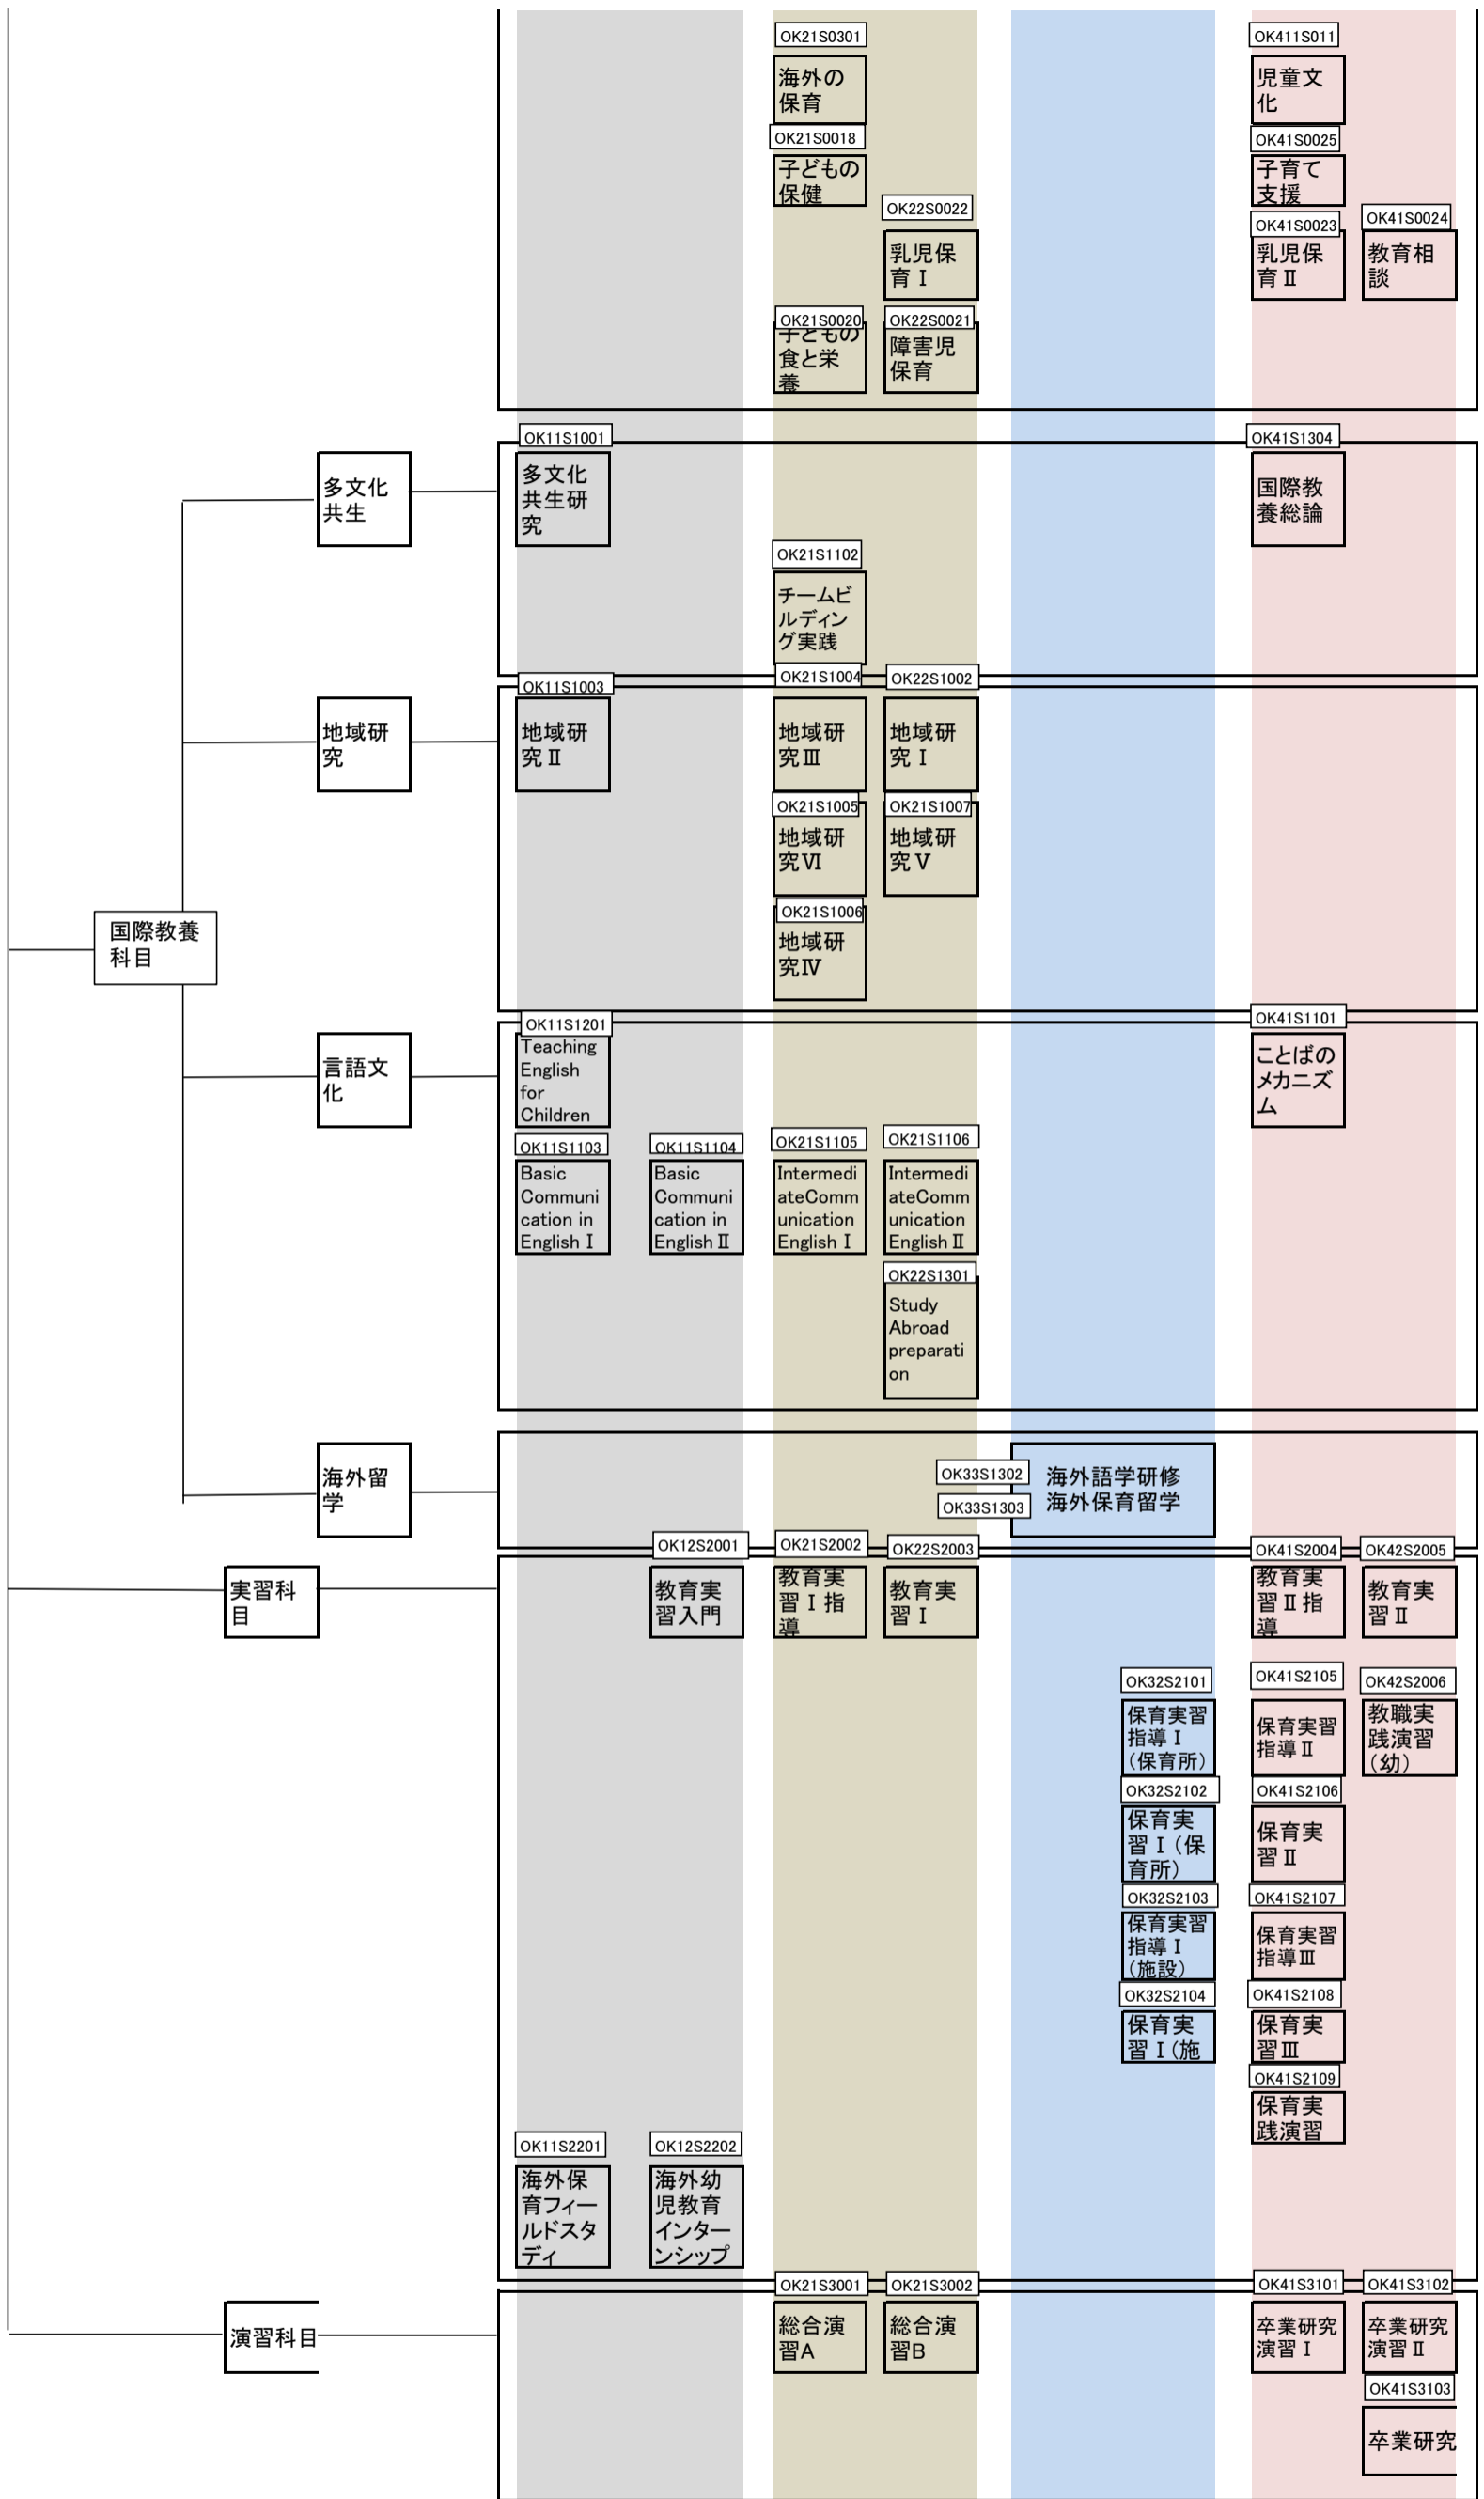 OK21S0301
OK411S011
海外の
保育
児童文
化
OK21S0018
OK41S0025
子どもの
保健
子育て
支援
OK22S0022
OK41S0023
OK41S0024
乳児保
育Ⅰ
乳児保
育Ⅱ
教育相
談
OK21S0020
OK22S0021
子どもの
食と栄
養
障害児
保育
OK11S1001
OK41S1304
多文化
共生
多文化
共生研
究
国際教
養総論
OK21S1102
チームビ
ルディン
グ実践
OK11S1003
OK21S1004
OK22S1002
地域研
究
地域研
究Ⅱ
地域研
究Ⅲ
地域研
究Ⅰ
OK21S1005
OK21S1007
地域研
究Ⅵ
地域研
究Ⅴ
OK21S1006
国際教養
科目
地域研
究Ⅳ
OK11S1201
OK41S1101
言語文
化
Teaching
English
for
Children
ことばの
メカニズ
ム
OK11S1103
OK11S1104
OK21S1105
OK21S1106
Basic
Communi
cation in
English Ⅰ
Basic
Communi
cation in
English Ⅱ
Intermedi
ateComm
unication
English Ⅰ
Intermedi
ateComm
unication
English Ⅱ
OK22S1301
Study
Abroad
preparati
on
海外留
学
OK33S1302
OK33S1303
海外語学研修
海外保育留学
OK12S2001
OK21S2002
OK22S2003
OK41S2004
OK42S2005
実習科
目
教育実
習入門
教育実
習Ⅰ指
導
教育実
習Ⅰ
教育実
習Ⅱ指
導
教育実
習Ⅱ
OK32S2101
OK41S2105
OK42S2006
保育実習
指導Ⅰ
（保育所）
保育実習
指導Ⅱ
教職実
践演習
（幼）
OK32S2102
OK41S2106
保育実
習Ⅰ（保
育所）
保育実
習Ⅱ
OK32S2103
OK41S2107
保育実習
指導Ⅰ
（施設）
保育実習
指導Ⅲ
OK32S2104
OK41S2108
保育実
習Ⅰ（施
保育実
習Ⅲ
OK41S2109
保育実
践演習
OK11S2201
OK12S2202
海外保
育フィー
ルドスタ
ディ
海外幼
児教育
インター
ンシップ
OK21S3001
OK21S3002
OK41S3101
OK41S3102
演習科目
総合演
習A
総合演
習B
卒業研究
演習Ⅰ
卒業研究
演習Ⅱ
OK41S3103
卒業研究